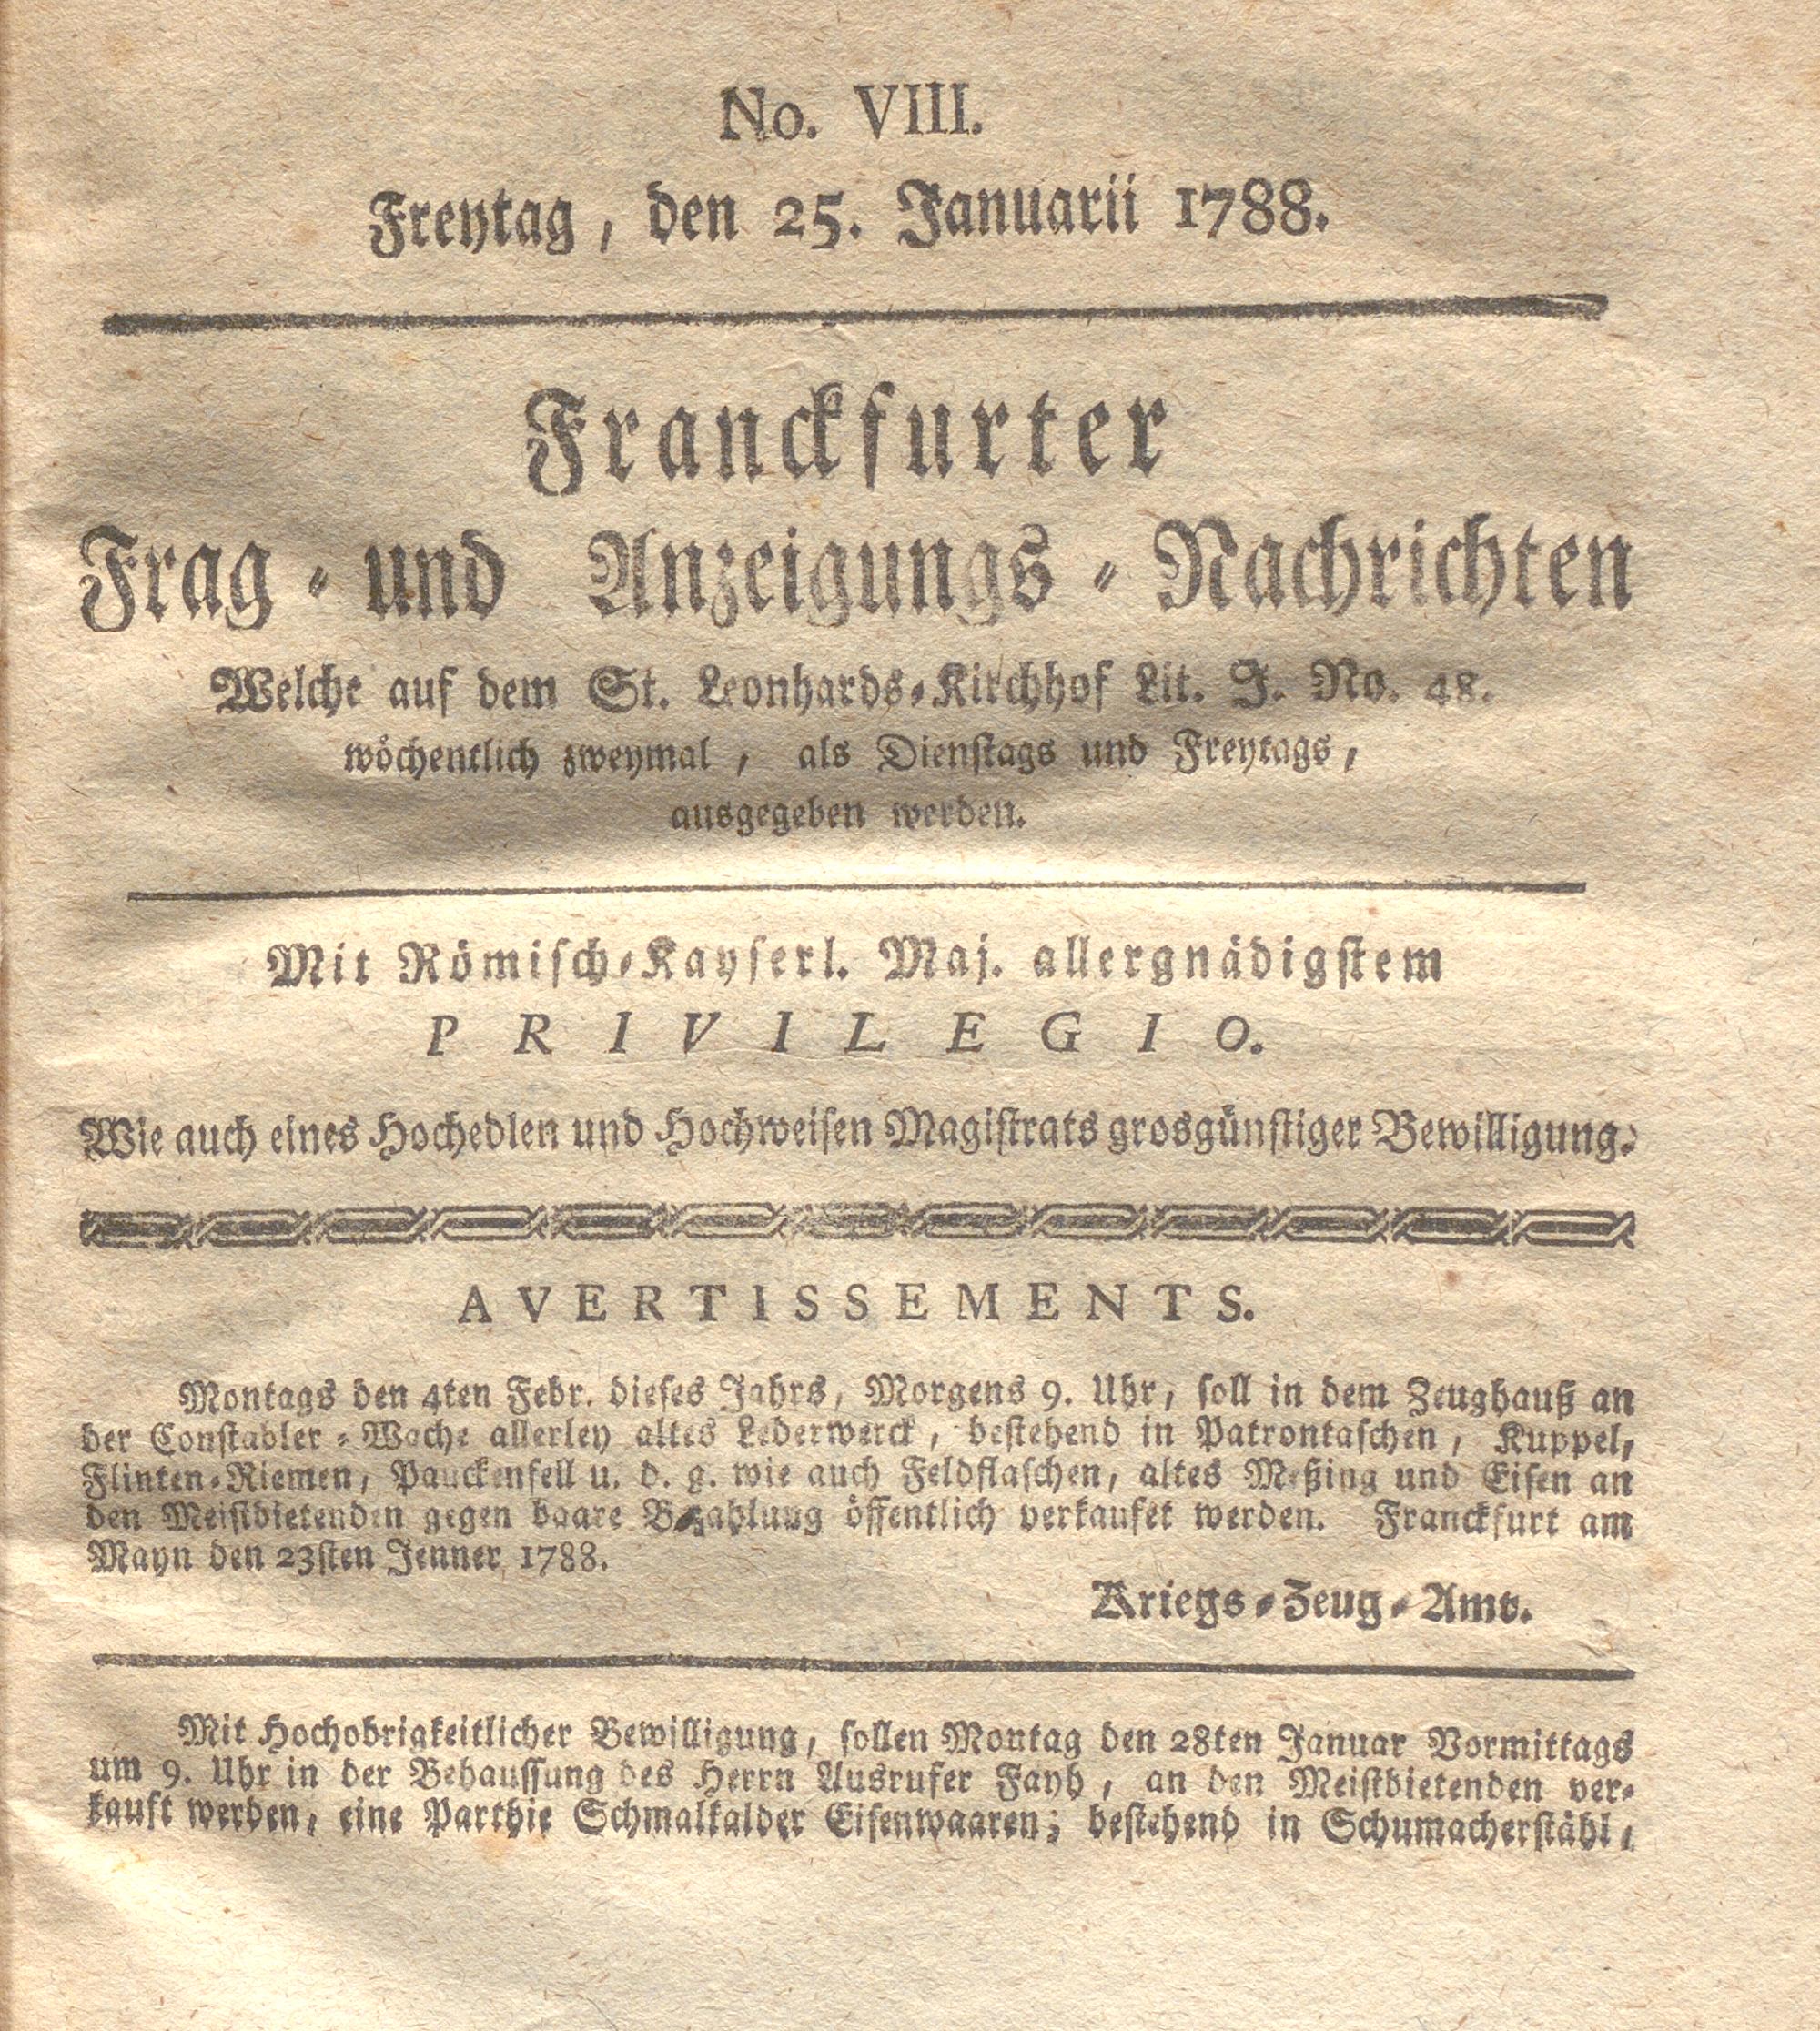 No. VIII.
Freytag, den 25. Januarii 1788.
Franckfurter
Frag- und Anzeigungs-Nachrichten
Welche auf dem St. Leonhards-Kirchhof Lit. J. No. 48.
wöchentlich zweymal, als Dienstags und Freytags,
ausgegeben werden.
Mit Römisch-Kayserl. Maj. allergnädigstem
PRIVILEGIO.
Wie auch eines Hochedlen und Hochweisen Magistrats grosgünstiger Bewilligung.
AVERTISSEMENTS.
Montags den 4ten Febr. dieses Jahrs, Morgens 9. Uhr, soll in dem Zeughauß an
der Constabler-Wache allerley altes Lederwerck, bestehend in Patrontaschen, Kuppel,
Flinten-Riemen, Pauckenfell u. d. g. wie auch Feldflaschen, altes Meßing und Eisen an
den Meistbietenden gegen baare Bezahlung öffentlich verkaufet werden. Franckfurt am
Mayn den 23sten Jenner 1788.
Kriegs-Zeug-Amt.
Mit Hochobrigkeitlicher Bewilligung, sollen Montag den 28ten Januar Vormittags
um 9. Uhr in der Behaussung des Herrn Ausrufer Fayh, an den Meistbietenden ver-
kauft werden, eine Parthie Schmalkalder Eisenwaaren; bestehend in Schumacherstähl,